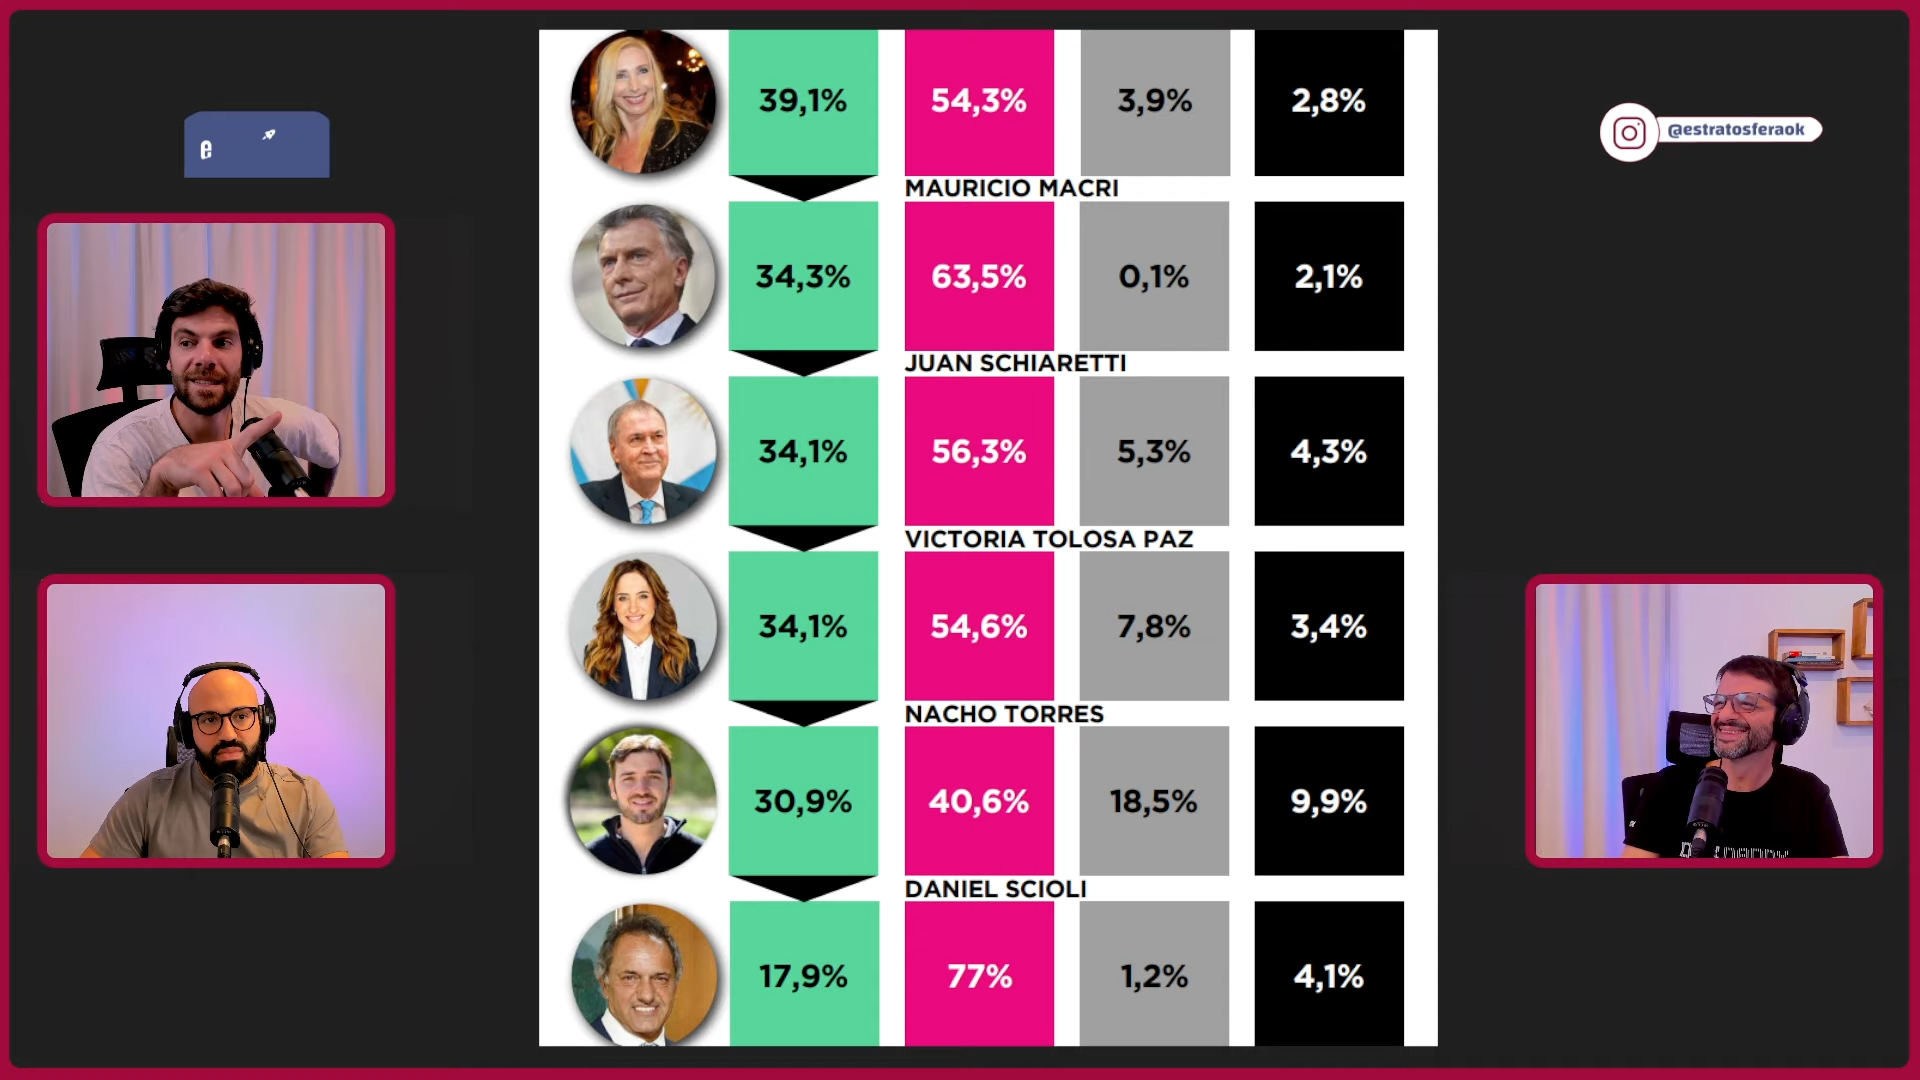 39,1% 54,3% 3,9% 2,8%
e
@estratosferaok
MAURICIO MACRI
34,3% 63,5% 0,1% 2,1%
JUAN SCHIARETTI
34,1% 56,3% 5,3% 4,3%
VICTORIA TOLOSA PAZ
34,1% 54,6% 7,8% 3,4%
NACHO TORRES
30,9% 40,6% 18,5% 9,9%
DANIEL SCIOLI
17,9% 77% 1,2% 4,1%